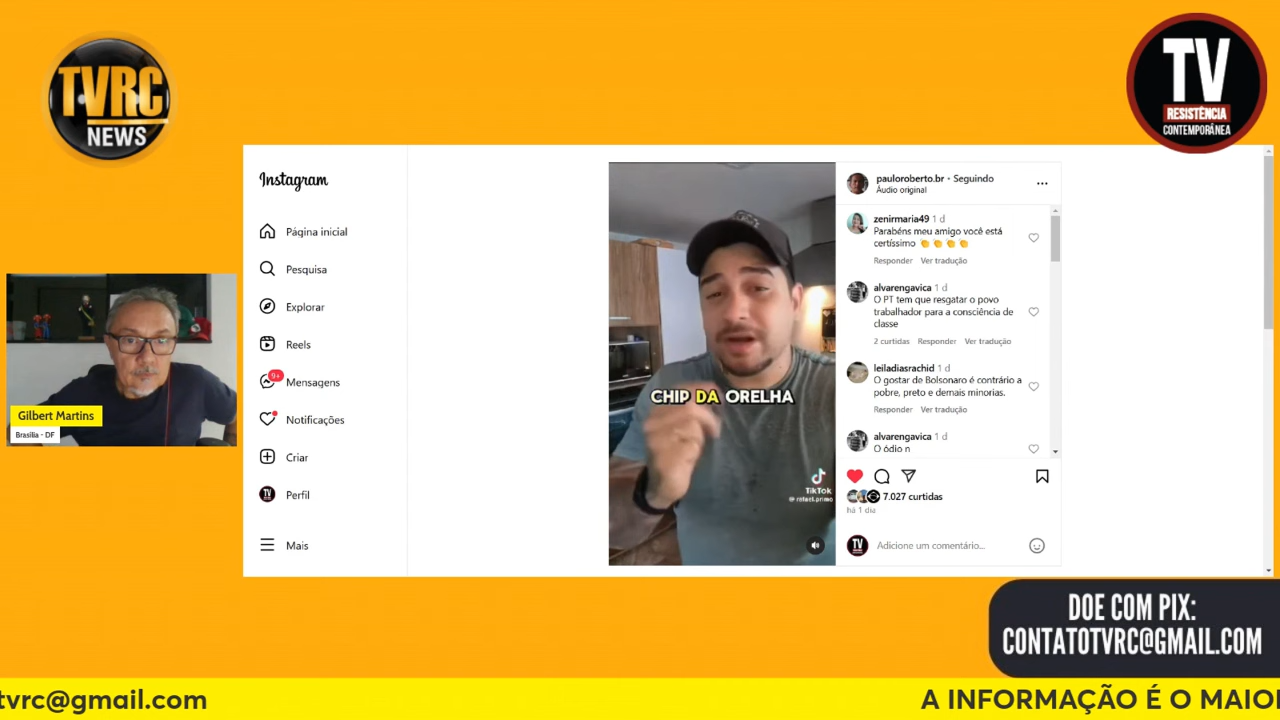 TVRC
NEWS
TV
RESISTÊNCIA
CONTEMPORÂNEA
Instagram
Página inicial
Pesquisa
Explorar
Reels
9+
Mensagens
Notificações
Criar
TV
Perfil
Mais
Gilbert Martins
Brasília - DF
CHIP DA ORELHA
TikTok
pauloroberto.br • Seguindo
Áudio original
zenirmaria49 1 d
Parabéns meu amigo você está
certíssimo 👏👏👏👏
Responder Ver tradução
alvarengavica 1 d
O PT tem que resgatar o povo
trabalhador para a consciência de
classe
2 curtidas Responder Ver tradução
leiladiasrachid 1 d
O gostar de Bolsonaro é contrário a
pobre, preto e demais minorias.
Responder Ver tradução
alvarengavica 1 d
O ódio n
7.027 curtidas
há 1 dia
TV
Adicione um comentário...
DOE COM PIX:
CONTATOTVRC@GMAIL.COM
tvrc@gmail.com
A INFORMAÇÃO É O MAIOR